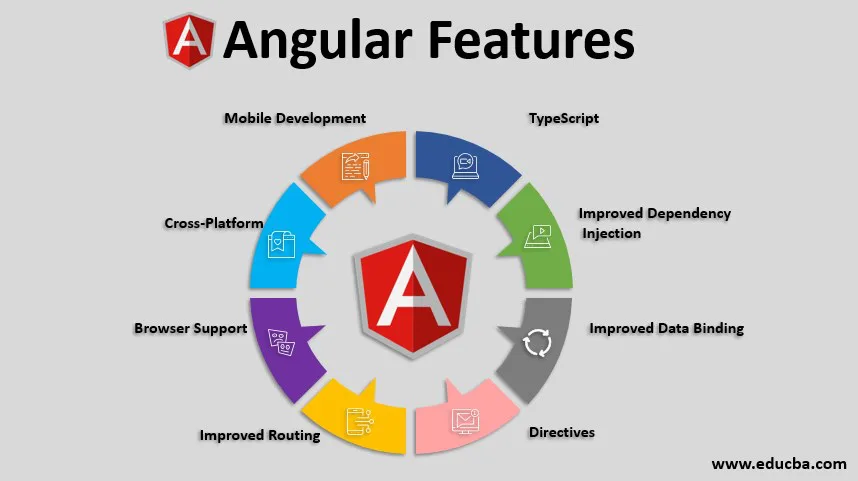 Angular Features
Mobile Development
TypeScript
Cross-Platform
Improved Dependency
Injection
Browser Support
Improved Data Binding
Improved Routing
Directives
www.educba.com
A
A